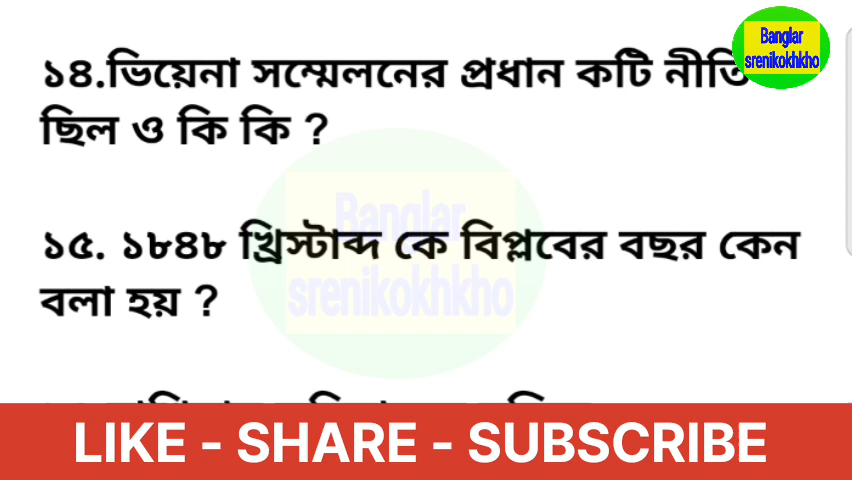 Banglar
srenikokhkho
১৪.ভিয়েনা সম্মেলনের প্রধান কটি নীতি
ছিল ও কি কি ?
Banglar
১৫. ১৮৪৮ খ্রিস্টাব্দ কে বিপ্লবের বছর কেন
বলা হয় ?
srenikokhkho
LIKE - SHARE - SUBSCRIBE